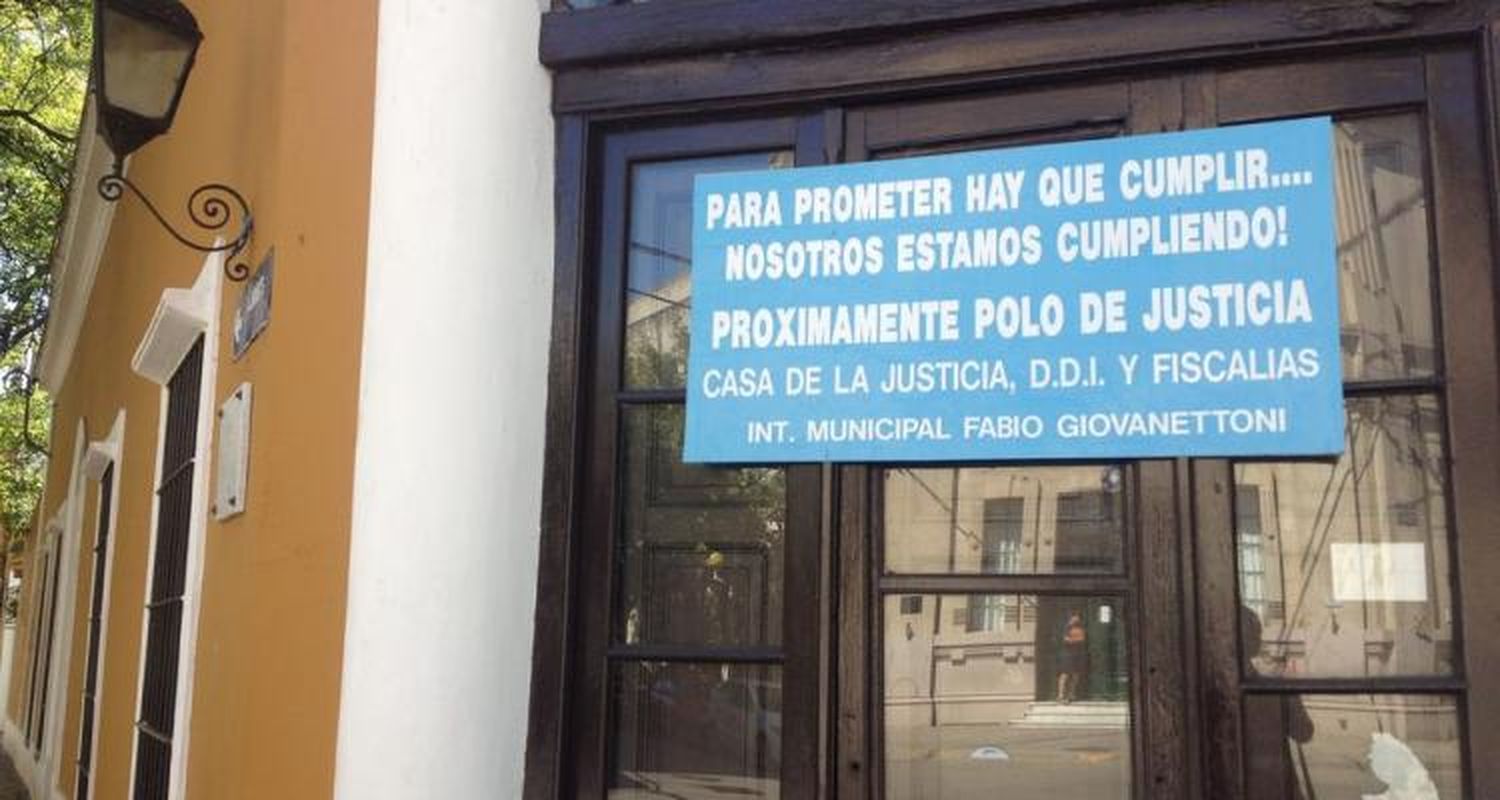 PARA PROMETER HAY QUE CUMPLIR....
NOSOTROS ESTAMOS CUMPLIENDO!
PROXIMAMENTE POLO DE JUSTICIA
CASA DE LA JUSTICIA, D.D.I. Y FISCALIAS
INT. MUNICIPAL FABIO GIOVANETTONI